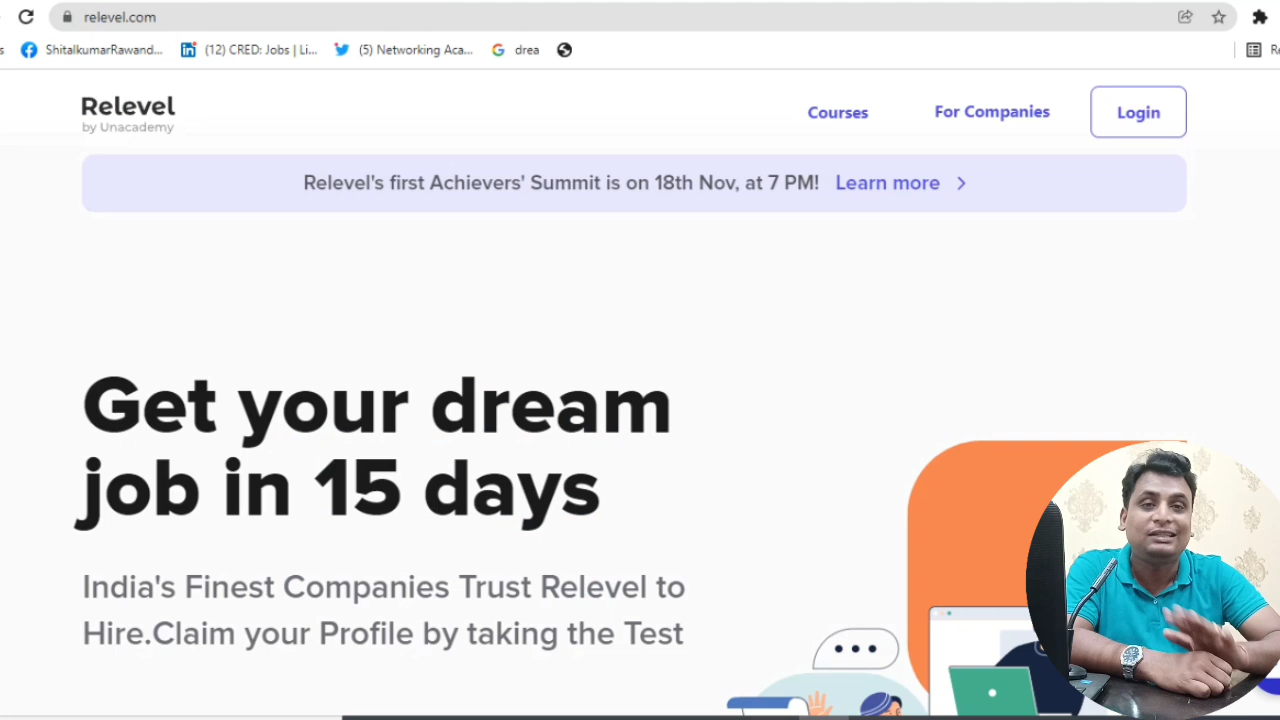 relevel.com
ShitalkumarRawand...
(12) CRED: Jobs | Li...
(5) Networking Aca...
drea
Relevel
by Unacademy
Courses
For Companies
Login
Relevel's first Achievers' Summit is on 18th Nov, at 7 PM! Learn more
Get your dream
job in 15 days
India's Finest Companies Trust Relevel to
Hire.Claim your Profile by taking the Test